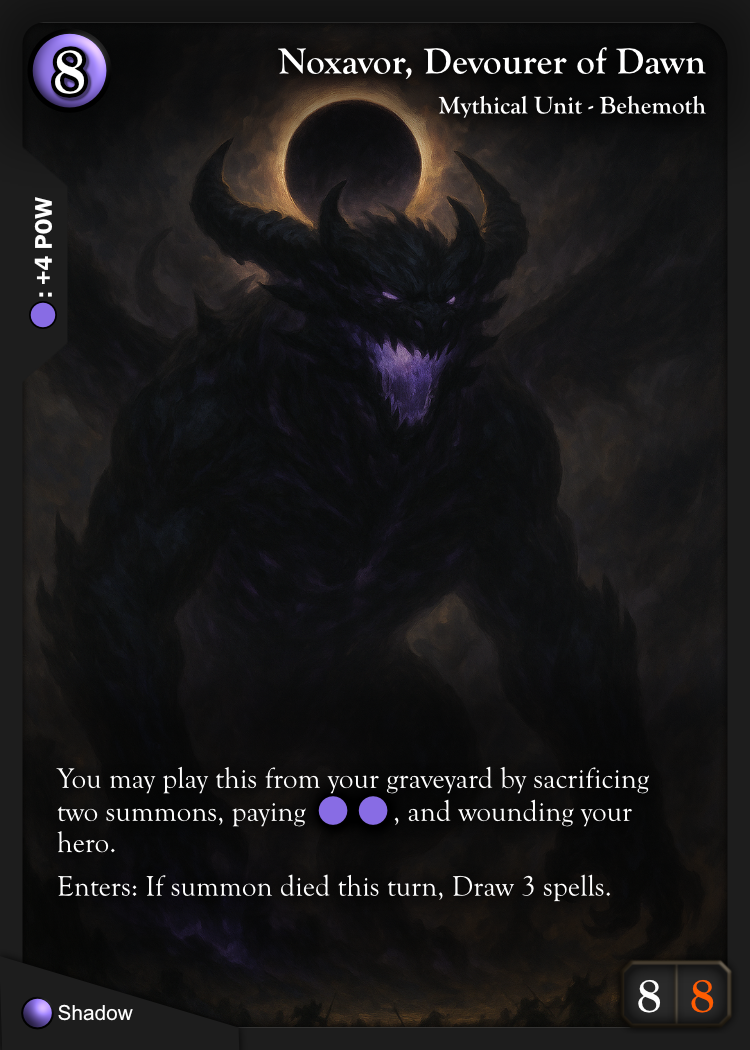 8
Noxavor, Devourer of Dawn
Mythical Unit - Behemoth
: +4 POW
You may play this from your graveyard by sacrificing
two summons, paying , and wounding your
hero.
Enters: If summon died this turn, Draw 3 spells.
Shadow
8 8